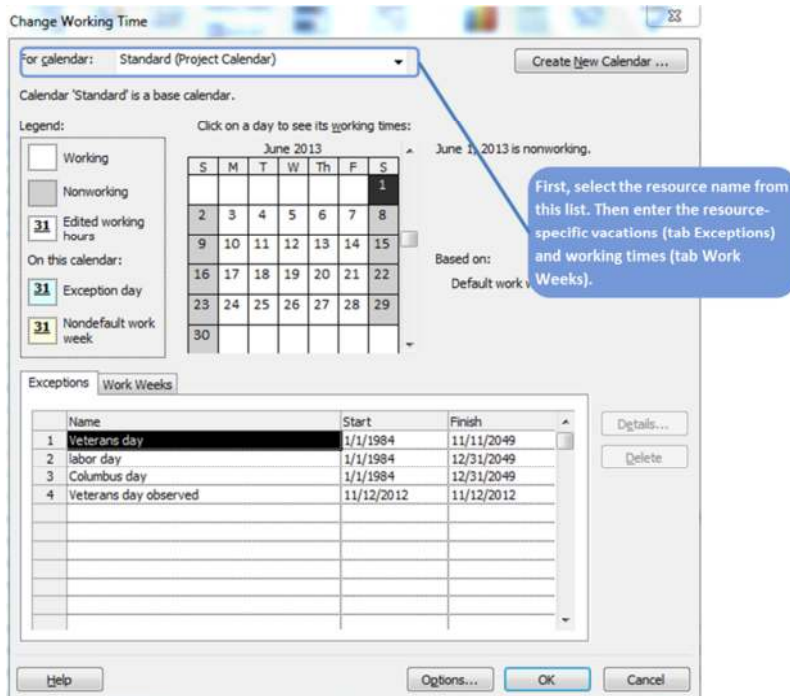 Change Working Time
For calendar: Standard (Project Calendar)
Create New Calendar ...
Calendar 'Standard' is a base calendar.
Legend:
Working
Nonworking
31 Edited working
hours
On this calendar:
31 Exception day
31 Nondefault work
week
Click on a day to see its working times:
June 2013
S M T W Th F S
1
2 3 4 5 6 7 8
9 10 11 12 13 14 15
16 17 18 19 20 21 22
23 24 25 26 27 28 29
30
June 1, 2013 is nonworking.
First, select the resource name from
this list. Then enter the resource-
specific vacations (tab Exceptions)
and working times (tab Work
Weeks).
Based on:
Default work
Exceptions Work Weeks
Name Start Finish
1 Veterans day 1/1/1984 11/11/2049
2 labor day 1/1/1984 12/31/2049
3 Columbus day 1/1/1984 12/31/2049
4 Veterans day observed 11/12/2012 11/12/2012
Details...
Delete
Help
Options...
OK
Cancel